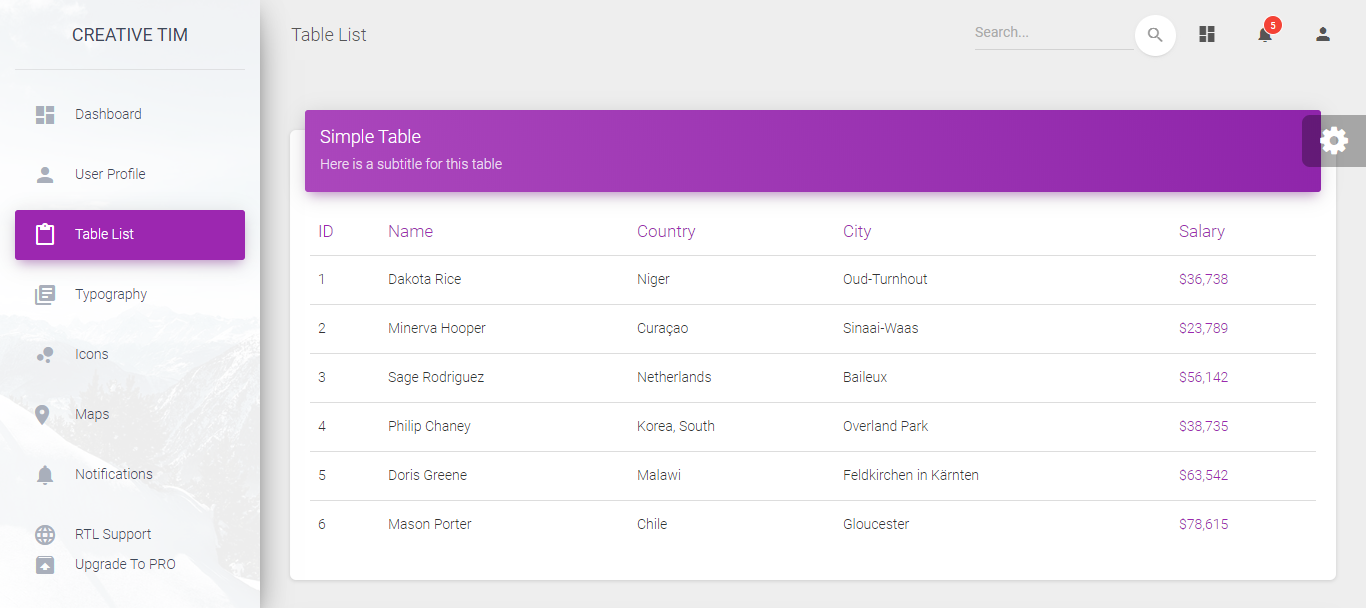 CREATIVE TIM
Dashboard
User Profile
Table List
Typography
Icons
Maps
Notifications
RTL Support
Upgrade To PRO
Table List
Search...
5
Simple Table
Here is a subtitle for this table
ID Name Country City Salary
1 Dakota Rice Niger Oud-Turnhout $36,738
2 Minerva Hooper Curaçao Sinaai-Waas $23,789
3 Sage Rodriguez Netherlands Baileux $56,142
4 Philip Chaney Korea, South Overland Park $38,735
5 Doris Greene Malawi Feldkirchen in Kärnten $63,542
6 Mason Porter Chile Gloucester $78,615